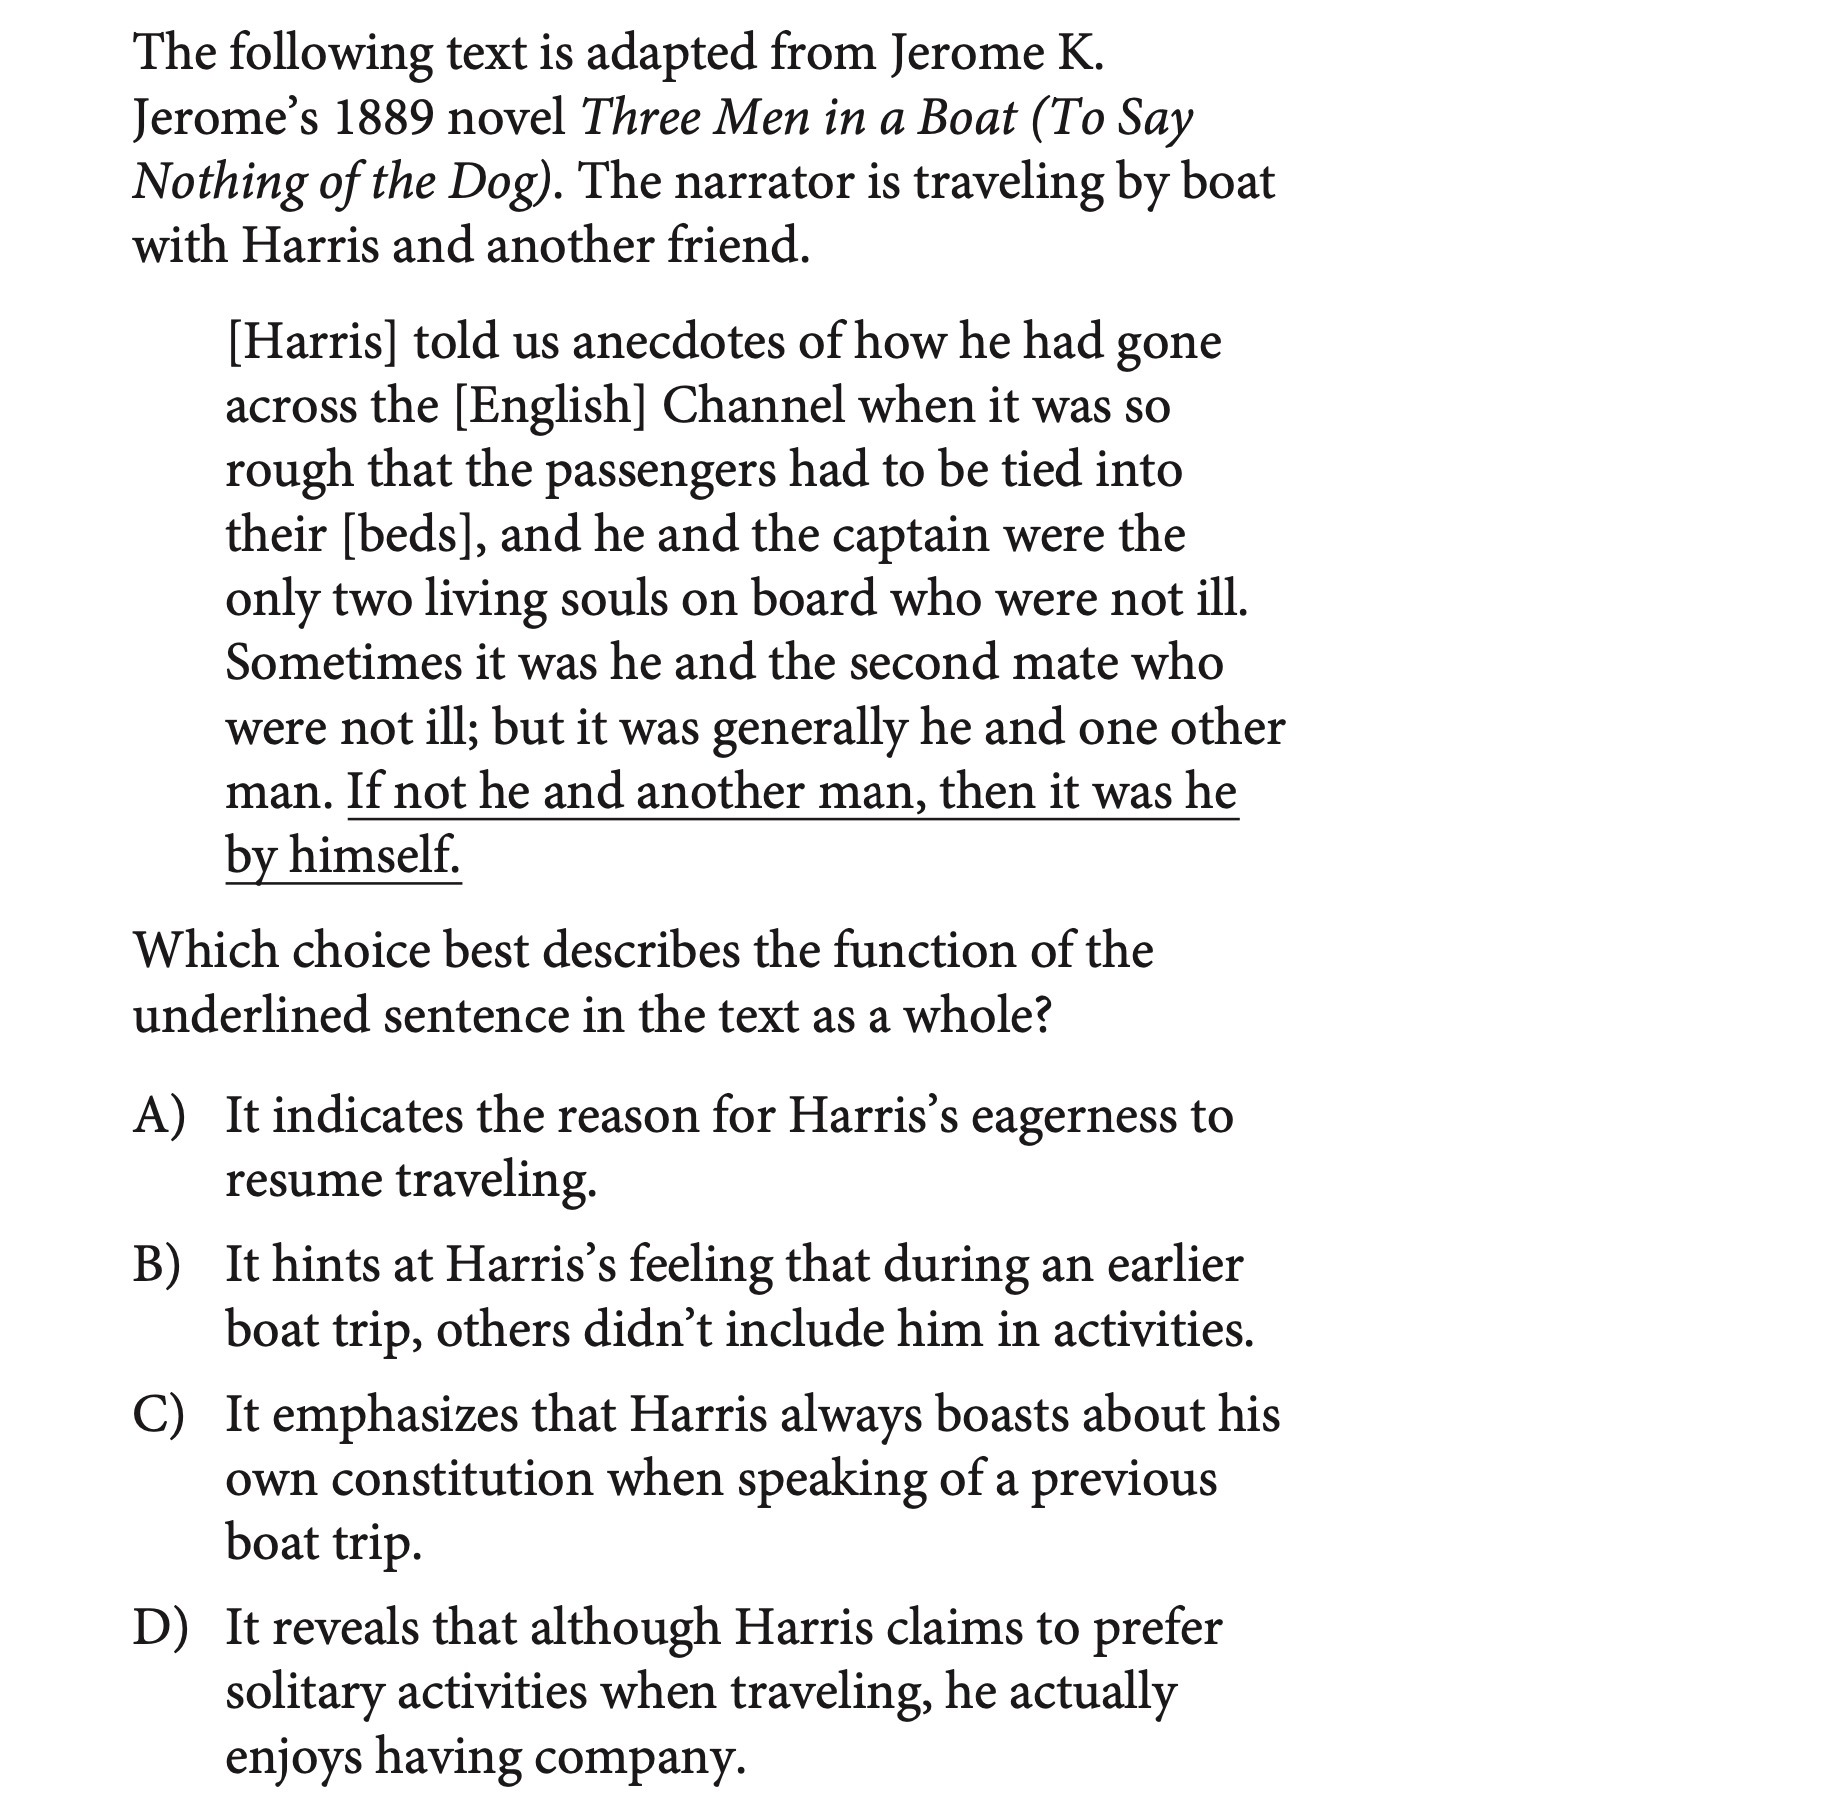 The following text is adapted from Jerome K.
Jerome’s 1889 novel Three Men in a Boat (To Say
Nothing of the Dog). The narrator is traveling by boat
with Harris and another friend.
[Harris] told us anecdotes of how he had gone
across the [English] Channel when it was so
rough that the passengers had to be tied into
their [beds], and he and the captain were the
only two living souls on board who were not ill.
Sometimes it was he and the second mate who
were not ill; but it was generally he and one other
man. If not he and another man, then it was he
by himself.
Which choice best describes the function of the
underlined sentence in the text as a whole?
A) It indicates the reason for Harris’s eagerness to
resume traveling.
B) It hints at Harris’s feeling that during an earlier
boat trip, others didn’t include him in activities.
C) It emphasizes that Harris always boasts about his
own constitution when speaking of a previous
boat trip.
D) It reveals that although Harris claims to prefer
solitary activities when traveling, he actually
enjoys having company.